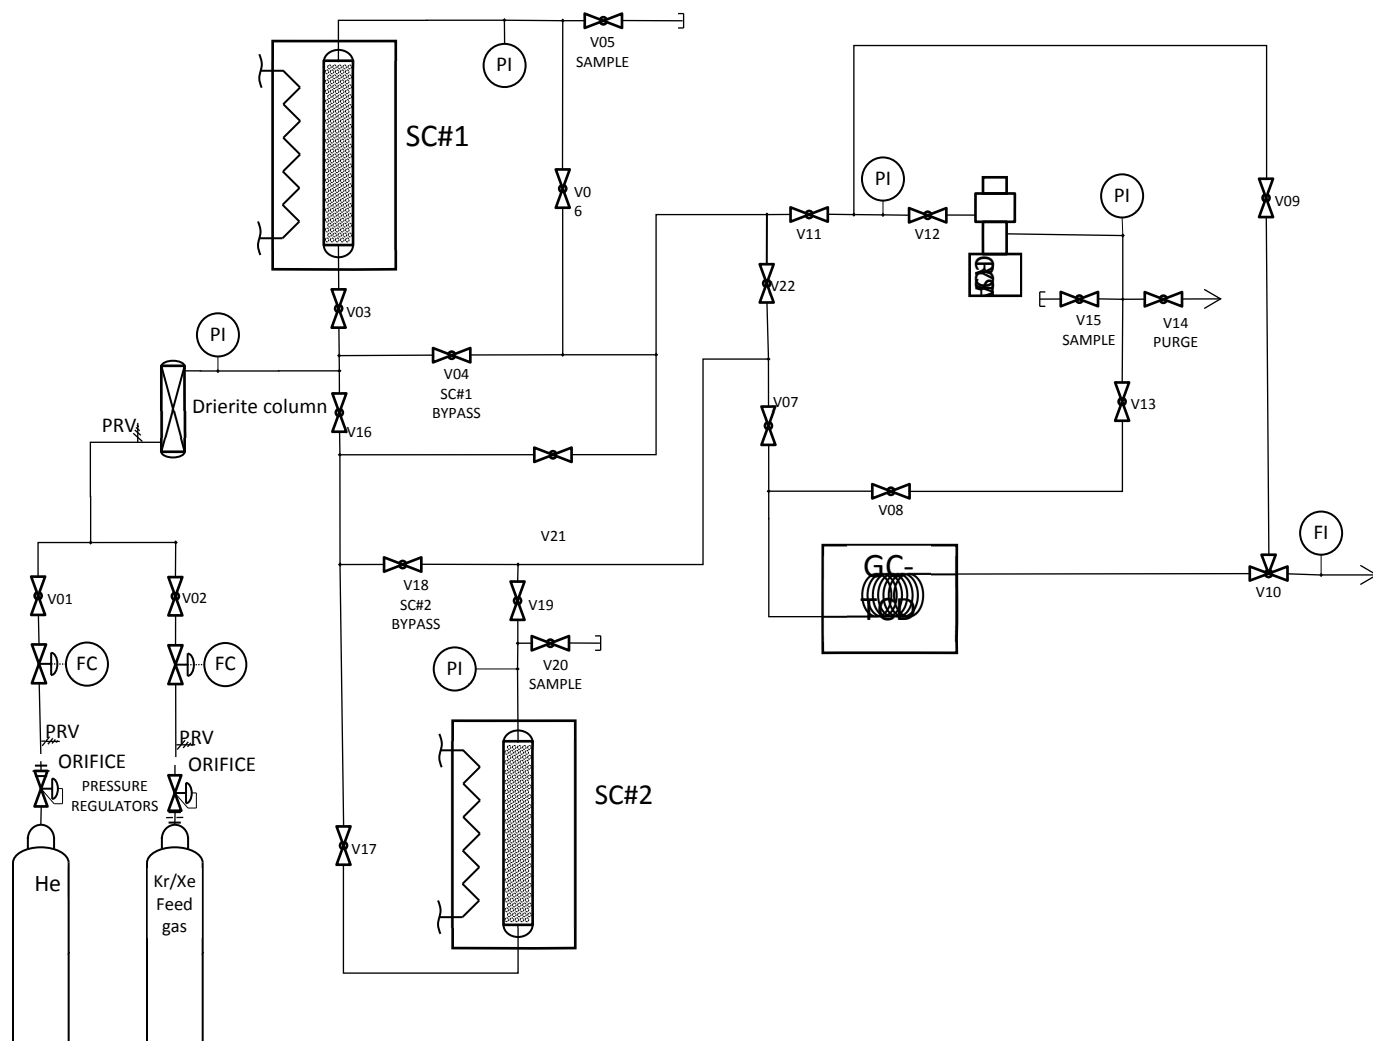 V05
SAMPLE
PI
SC#1
V0
6
PI
PI
V09
V11
V12
V22
V03
PI
V15
SAMPLE
V14
PURGE
V04
SC#1
BYPASS
Drierite column
V07
V13
PRV
V16
V08
V21
FI
GC-
TCD
V18
SC#2
BYPASS
V19
V10
V01
V02
FC
FC
PI
V20
SAMPLE
PRV
PRV
ORIFICE
ORIFICE
PRESSURE
REGULATORS
SC#2
V17
He
Kr/Xe
Feed
gas